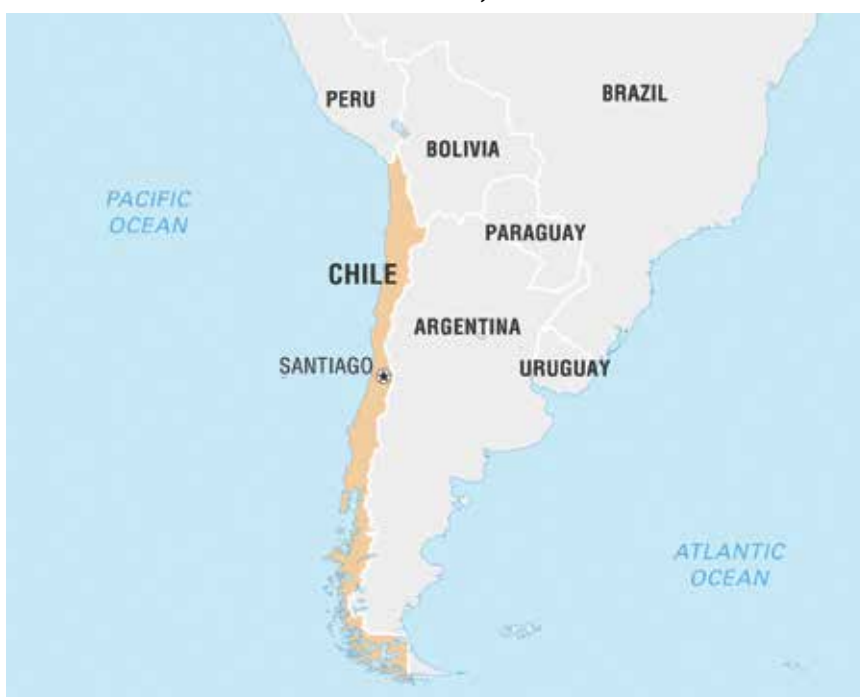 PERU
BRAZIL
BOLIVIA
PACIFIC
OCEAN
PARAGUAY
CHILE
ARGENTINA
SANTIAGO
URUGUAY
ATLANTIC
OCEAN